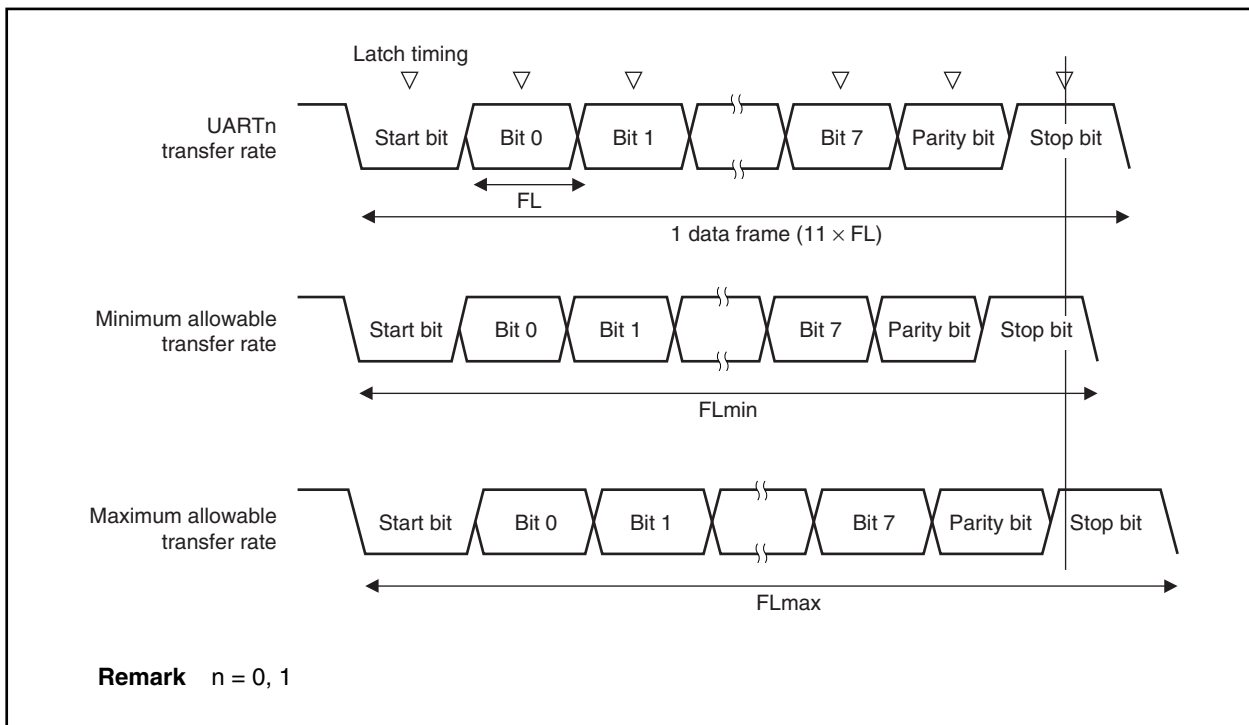 Latch timing
UARTn
transfer rate
Start bit Bit 0 Bit 1 Bit 7 Parity bit Stop bit
FL
1 data frame (11 × FL)
Minimum allowable
transfer rate
Start bit Bit 0 Bit 1 Bit 7 Parity bit Stop bit
FLmin
Maximum allowable
transfer rate
Start bit Bit 0 Bit 1 Bit 7 Parity bit Stop bit
FLmax
Remark n = 0, 1